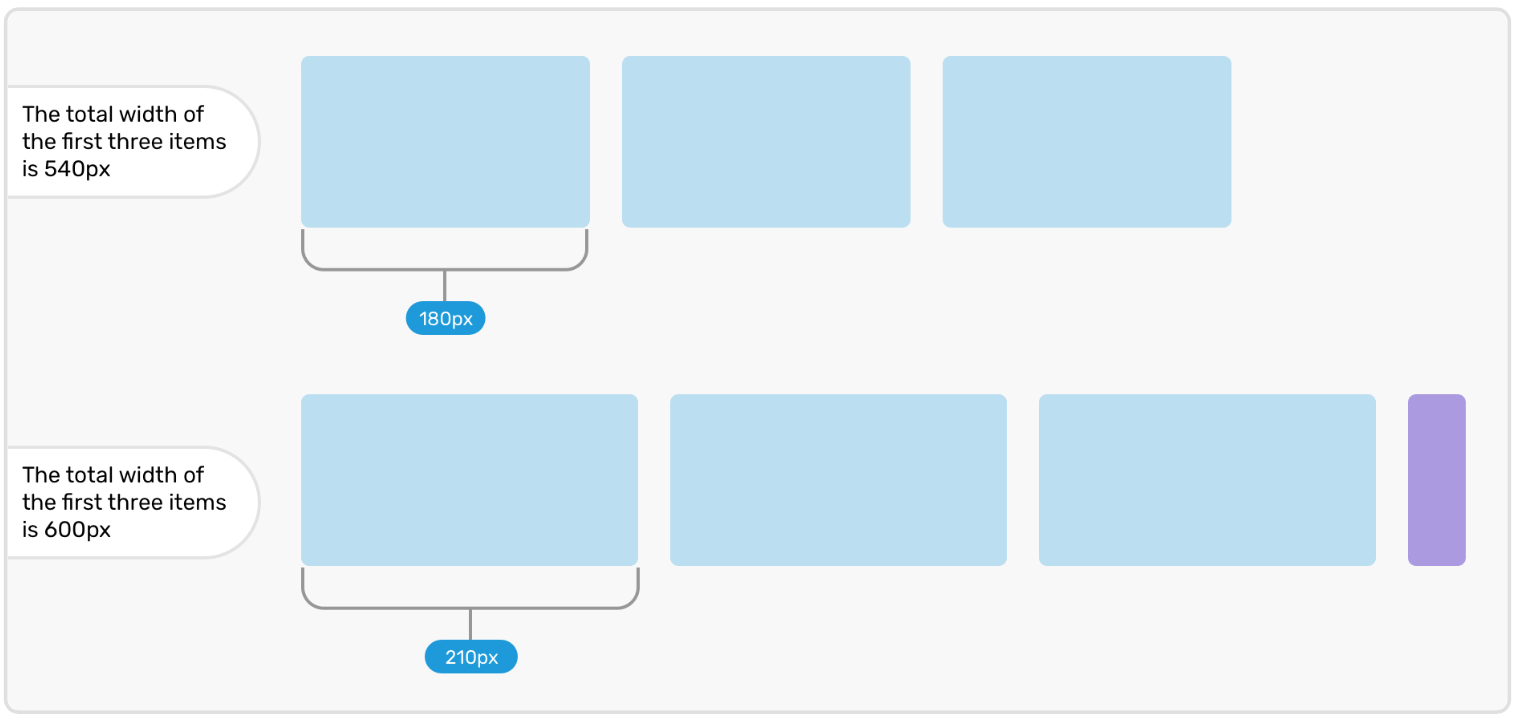 The total width of
the first three items
is 540px
180px
The total width of
the first three items
is 600px
210px